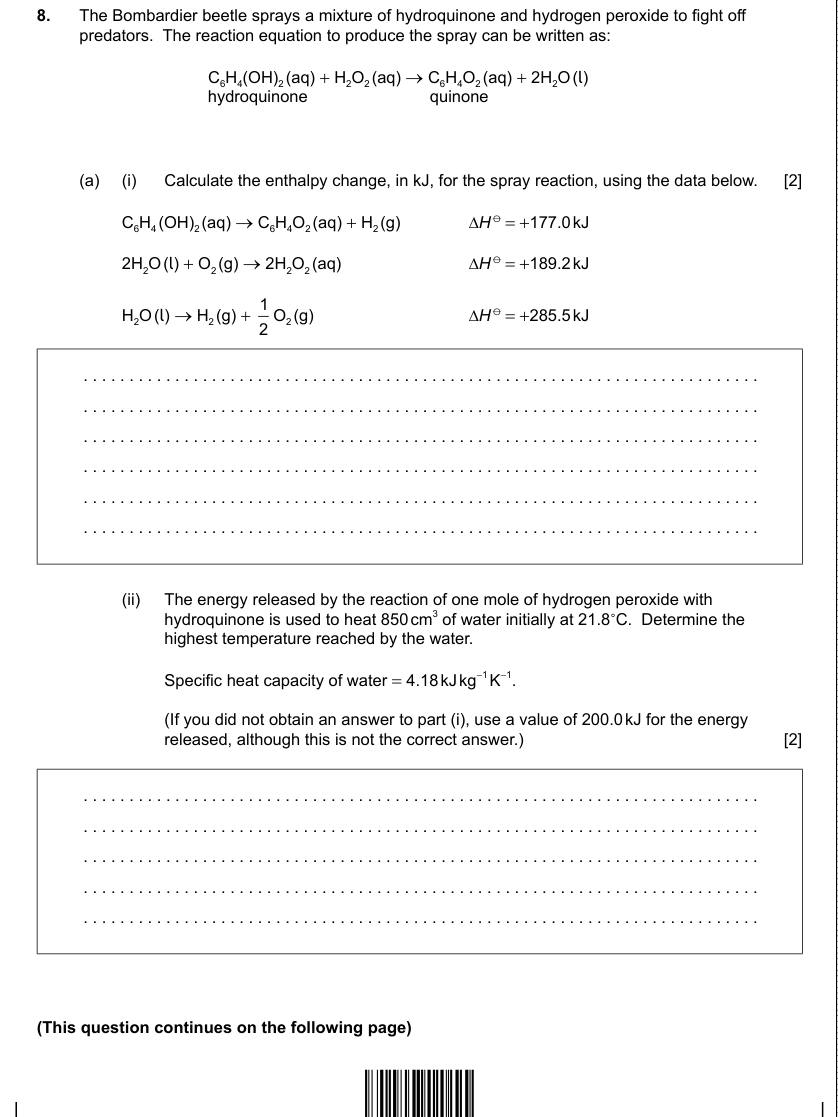 8. The Bombardier beetle sprays a mixture of hydroquinone and hydrogen peroxide to fight off
predators. The reaction equation to produce the spray can be written as:
C₆H₄(OH)₂ (aq) + H₂O₂ (aq) → C₆H₄O₂ (aq) + 2H₂O (l)
hydroquinone quinone
(a) (i) Calculate the enthalpy change, in kJ, for the spray reaction, using the data below. [2]
C₆H₄ (OH)₂ (aq) → C₆H₄O₂ (aq) + H₂ (g) ΔH⊖ = +177.0 kJ
2H₂O (l) + O₂ (g) → 2H₂O₂ (aq) ΔH⊖ = +189.2 kJ
H₂O (l) → H₂ (g) + 1/2 O₂ (g) ΔH⊖ = +285.5 kJ
(ii) The energy released by the reaction of one mole of hydrogen peroxide with
hydroquinone is used to heat 850 cm³ of water initially at 21.8°C. Determine the
highest temperature reached by the water.
Specific heat capacity of water = 4.18 kJ kg⁻¹ K⁻¹.
(If you did not obtain an answer to part (i), use a value of 200.0 kJ for the energy
released, although this is not the correct answer.) [2]
(This question continues on the following page)